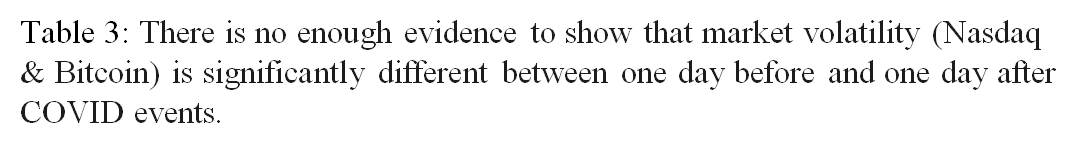 Table 3: There is no enough evidence to show that market volatility (Nasdaq
& Bitcoin) is significantly different between one day before and one day after
COVID events.